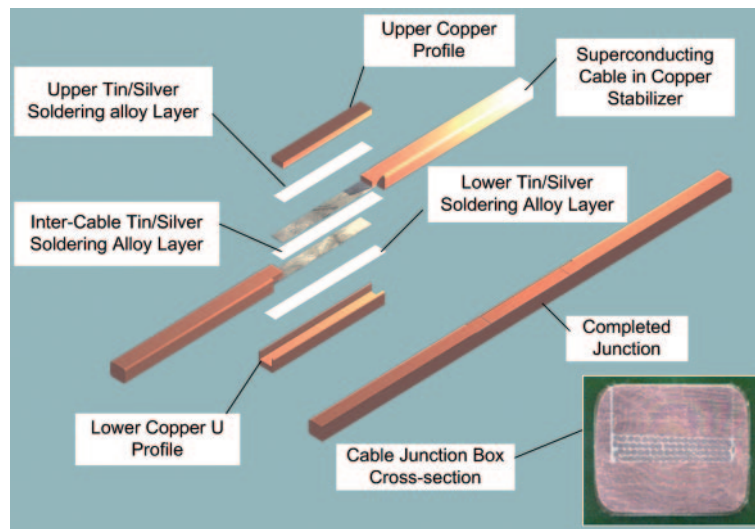 Upper Copper
Profile
Superconducting
Cable in Copper
Stabilizer
Upper Tin/Silver
Soldering alloy Layer
Lower Tin/Silver
Soldering Alloy Layer
Inter-Cable Tin/Silver
Soldering Alloy Layer
Completed
Junction
Lower Copper U
Profile
Cable Junction Box
Cross-section